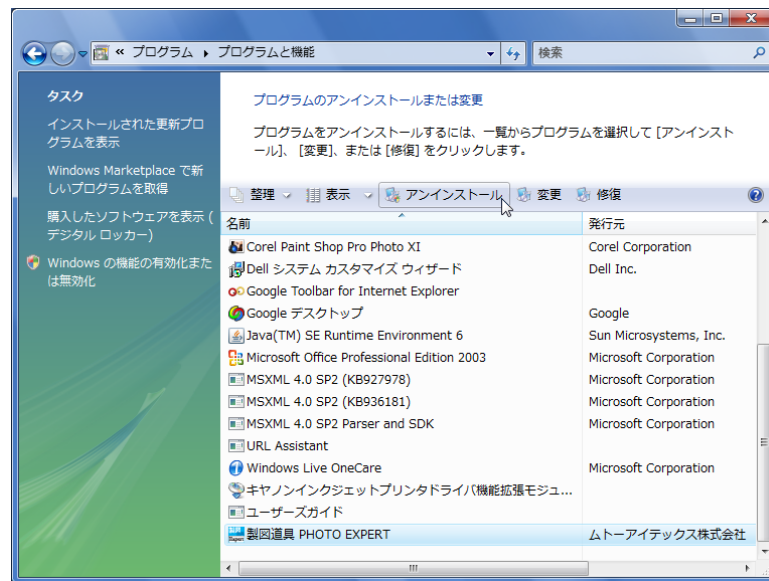 « プログラム ▸ プログラムと機能
検索
タスク
インストールされた更新プロ
グラムを表示
Windows Marketplace で新
しいプログラムを取得
購入したソフトウェアを表示 (
デジタル ロッカー)
Windows の機能の有効化また
は無効化
プログラムのアンインストールまたは変更
プログラムをアンインストールするには、一覧からプログラムを選択して [アンインスト
ール]、 [変更]、または [修復] をクリックします。
整理 表示 アンインストール 変更 修復
名前 発行元
Corel Paint Shop Pro Photo XI Corel Corporation
Dell システム カスタマイズ ウィザード Dell Inc.
Google Toolbar for Internet Explorer
Google デスクトップ Google
Java(TM) SE Runtime Environment 6 Sun Microsystems, Inc.
Microsoft Office Professional Edition 2003 Microsoft Corporation
MSXML 4.0 SP2 (KB927978) Microsoft Corporation
MSXML 4.0 SP2 (KB936181) Microsoft Corporation
MSXML 4.0 SP2 Parser and SDK Microsoft Corporation
URL Assistant
Windows Live OneCare Microsoft Corporation
キヤノンインクジェットプリンタドライバ機能拡張モジュ...
ユーザーズガイド
製図道具 PHOTO EXPERT ムトーアイテックス株式会社